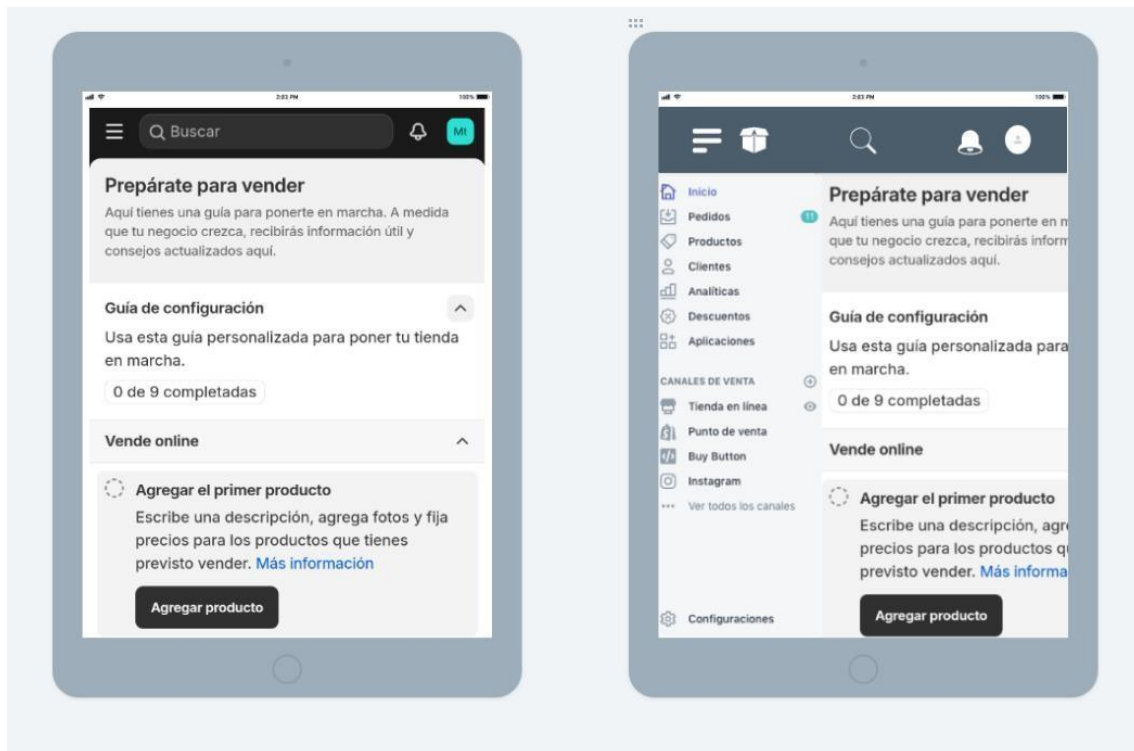 2:03 PM
100%
Buscar
Mt
Prepárate para vender
Aquí tienes una guía para ponerte en marcha. A medida
que tu negocio crezca, recibirás información útil y
consejos actualizados aquí.
Guía de configuración
Usa esta guía personalizada para poner tu tienda
en marcha.
0 de 9 completadas
Vende online
Agregar el primer producto
Escribe una descripción, agrega fotos y fija
precios para los productos que tienes
previsto vender. Más información
Agregar producto
2:03 PM
100%
Inicio
Pedidos
11
Productos
Clientes
Analíticas
Descuentos
Aplicaciones
CANALES DE VENTA
Tienda en línea
Punto de venta
Buy Button
Instagram
Ver todos los canales
Configuraciones
Prepárate para vender
Aquí tienes una guía para ponerte en
que tu negocio crezca, recibirás inform
consejos actualizados aquí.
Guía de configuración
Usa esta guía personalizada para
en marcha.
0 de 9 completadas
Vende online
Agregar el primer producto
Escribe una descripción, agre
precios para los productos q
previsto vender. Más informa
Agregar producto